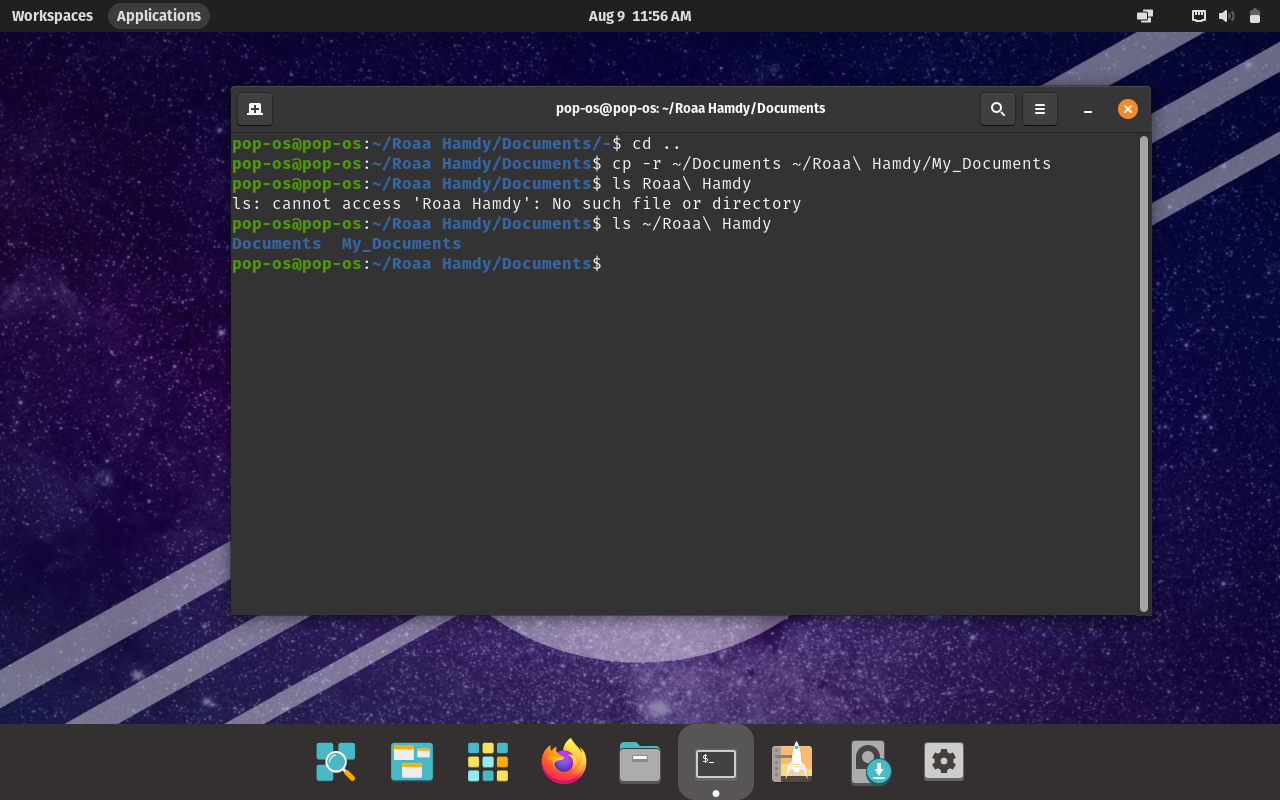 Workspaces Applications Aug 9 11:56 AM
pop-os@pop-os: ~/Roaa Hamdy/Documents
pop-os@pop-os:~/Roaa Hamdy/Documents/-$ cd ..
pop-os@pop-os:~/Roaa Hamdy/Documents$ cp -r ~/Documents ~/Roaa\ Hamdy/My_Documents
pop-os@pop-os:~/Roaa Hamdy/Documents$ ls Roaa\ Hamdy
ls: cannot access 'Roaa Hamdy': No such file or directory
pop-os@pop-os:~/Roaa Hamdy/Documents$ ls ~/Roaa\ Hamdy
Documents  My_Documents
pop-os@pop-os:~/Roaa Hamdy/Documents$
$_